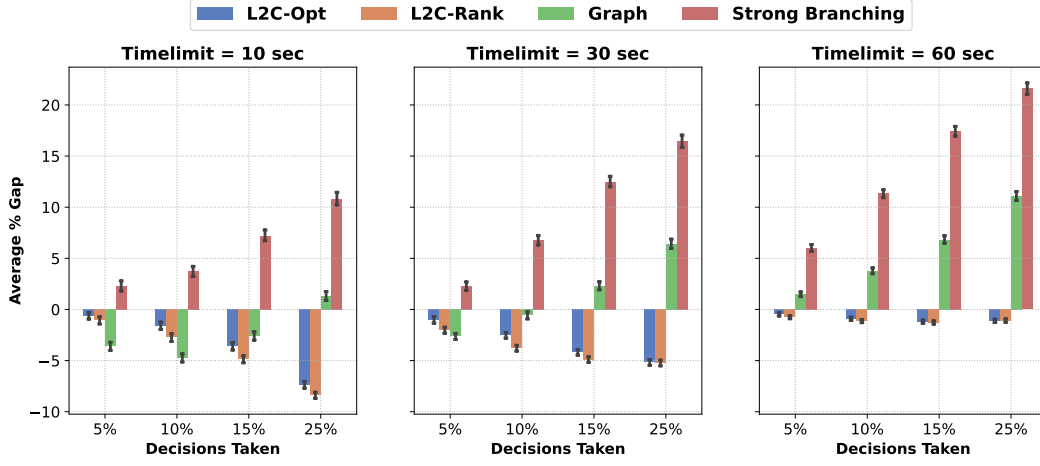 L2C-Opt L2C-Rank Graph Strong Branching
Timelimit = 10 sec Timelimit = 30 sec Timelimit = 60 sec
Average % Gap
20
15
10
5
0
−5
−10
5% 10% 15% 25% 5% 10% 15% 25% 5% 10% 15% 25%
Decisions Taken Decisions Taken Decisions Taken